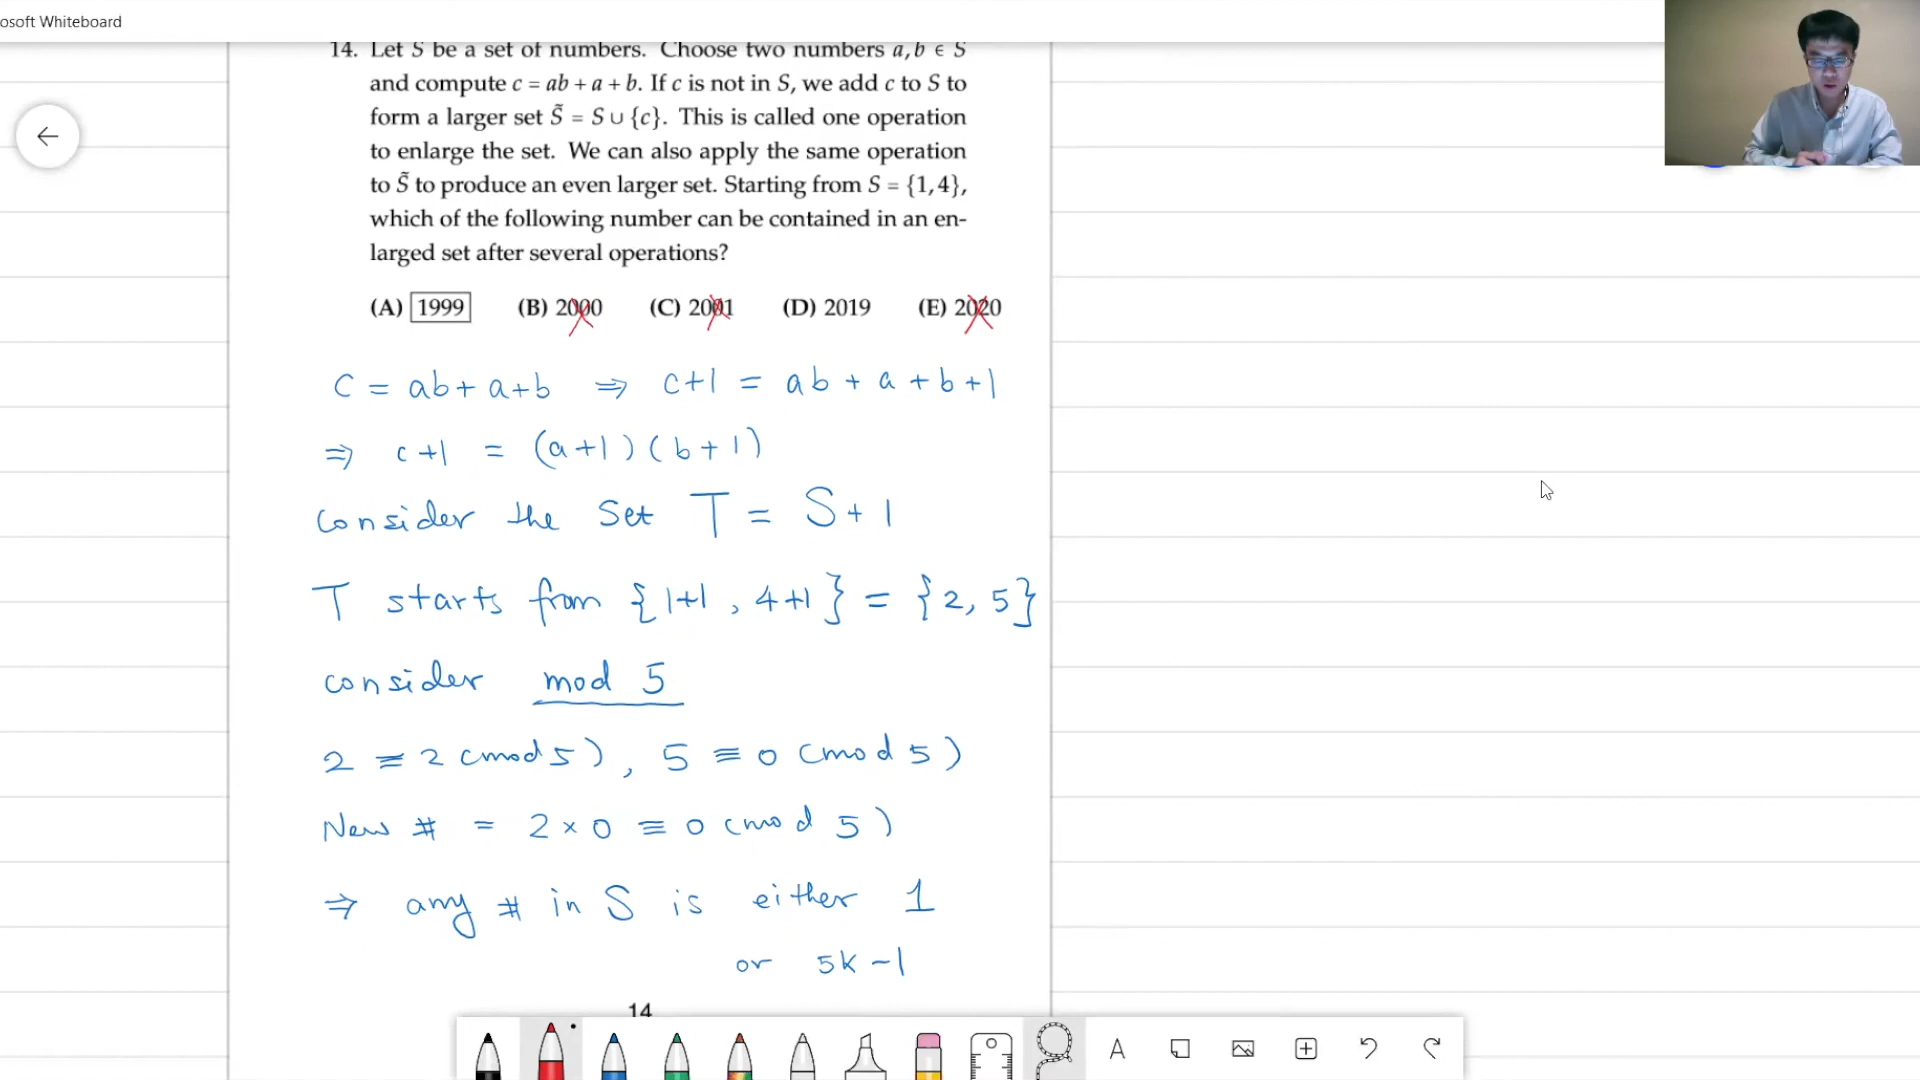 osoft Whiteboard
14. Let S be a set of numbers. Choose two numbers a, b ∈ S
and compute c = ab + a + b. If c is not in S, we add c to S to
form a larger set S̃ = S ∪ {c}. This is called one operation
to enlarge the set. We can also apply the same operation
to S̃ to produce an even larger set. Starting from S = {1, 4},
which of the following number can be contained in an en-
larged set after several operations?
(A) 1999 (B) 2000 (C) 2001 (D) 2019 (E) 2020
C = ab + a+b ⇒ c+1 = ab + a + b +1
⇒ c+1 = (a+1)(b+1)
Consider the Set T = S+1
T starts from {1+1, 4+1} = {2, 5}
consider mod 5
2 ≡ 2 (mod 5), 5 ≡ 0 (mod 5)
New # = 2 × 0 ≡ 0 (mod 5)
⇒ any # in S is either 1
or 5k-1
14
A